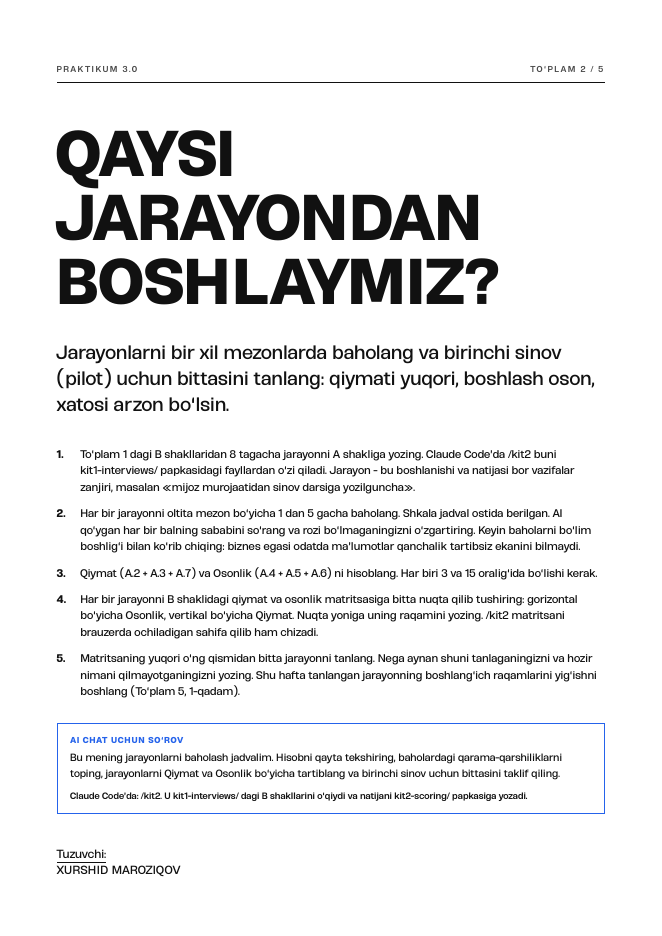 PRAKTIKUM 3.0
TO‘PLAM 2 / 5
QAYSI
JARAYONDAN
BOSHLAYMIZ?
Jarayonlarni bir xil mezonlarda baholang va birinchi sinov
(pilot) uchun bittasini tanlang: qiymati yuqori, boshlash oson,
xatosi arzon bo‘lsin.
1. To‘plam 1 dagi B shakllaridan 8 tagacha jarayonni A shakliga yozing. Claude Code’da /kit2 buni
kit1-interviews/ papkasidagi fayllardan o‘zi qiladi. Jarayon - bu boshlanishi va natijasi bor vazifalar
zanjiri, masalan «mijoz murojaatidan sinov darsiga yozilguncha».
2. Har bir jarayonni oltita mezon bo‘yicha 1 dan 5 gacha baholang. Shkala jadval ostida berilgan. AI
qo‘ygan har bir balning sababini so‘rang va rozi bo‘lmaganingizni o‘zgartiring. Keyin baholarni bo‘lim
boshlig‘i bilan ko‘rib chiqing: biznes egasi odatda ma’lumotlar qanchalik tartibsiz ekanini bilmaydi.
3. Qiymat (A.2 + A.3 + A.7) va Osonlik (A.4 + A.5 + A.6) ni hisoblang. Har biri 3 va 15 oralig‘ida bo‘lishi kerak.
4. Har bir jarayonni B shaklidagi qiymat va osonlik matritsasiga bitta nuqta qilib tushiring: gorizontal
bo‘yicha Osonlik, vertikal bo‘yicha Qiymat. Nuqta yoniga uning raqamini yozing. /kit2 matritsani
brauzerda ochiladigan sahifa qilib ham chizadi.
5. Matritsaning yuqori o‘ng qismidan bitta jarayonni tanlang. Nega aynan shuni tanlaganingizni va hozir
nimani qilmayotganingizni yozing. Shu hafta tanlangan jarayonning boshlang‘ich raqamlarini yig‘ishni
boshlang (To‘plam 5, 1-qadam).
AI CHAT UCHUN SO‘ROV
Bu mening jarayonlarni baholash jadvalim. Hisobni qayta tekshiring, baholardagi qarama-qarshiliklarni
toping, jarayonlarni Qiymat va Osonlik bo‘yicha tartiblang va birinchi sinov uchun bittasini taklif qiling.
Claude Code’da: /kit2. U kit1-interviews/ dagi B shakllarini o‘qiydi va natijani kit2-scoring/ papkasiga yozadi.
Tuzuvchi:
XURSHID MAROZIQOV